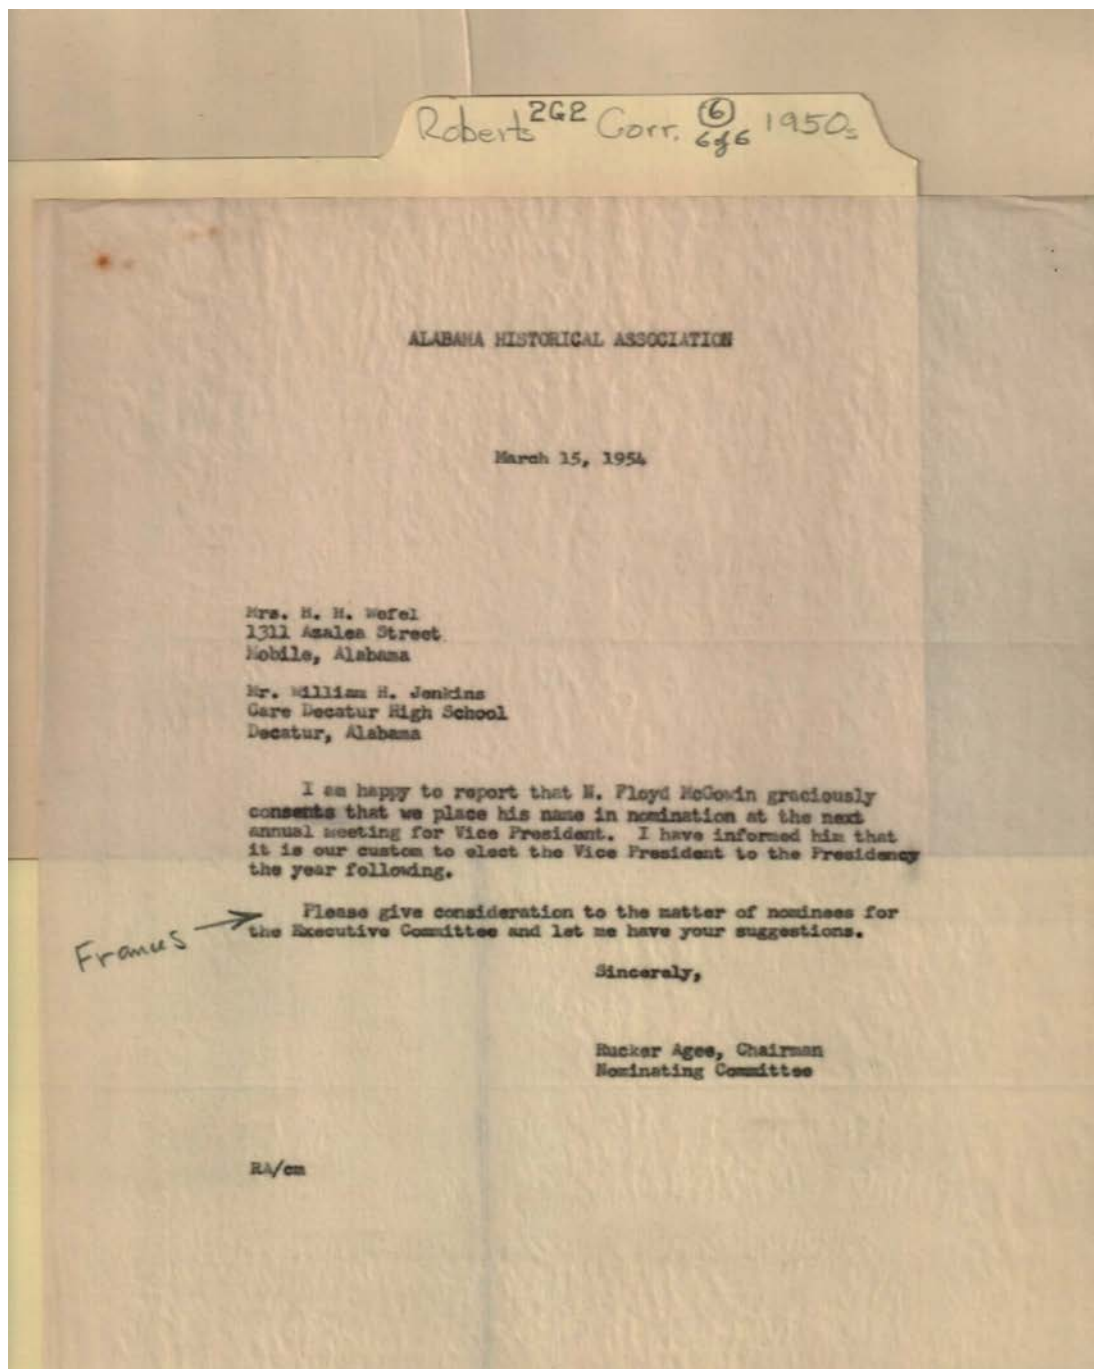 Roberts 2G2 Corr. 6 1950s
6 of 6
ALABAMA HISTORICAL ASSOCIATION
March 15, 1954
Mrs. H. H. Wefel
1311 Azalea Street
Mobile, Alabama
Mr. William H. Jenkins
Care Decatur High School
Decatur, Alabama
I am happy to report that N. Floyd McGowin graciously
consents that we place his name in nomination at the next
annual meeting for Vice President. I have informed him that
it is our custom to elect the Vice President to the Presidency
the year following.
Frances → Please give consideration to the matter of nominees for
the Executive Committee and let me have your suggestions.
Sincerely,
Rucker Agee, Chairman
Nominating Committee
RA/cm